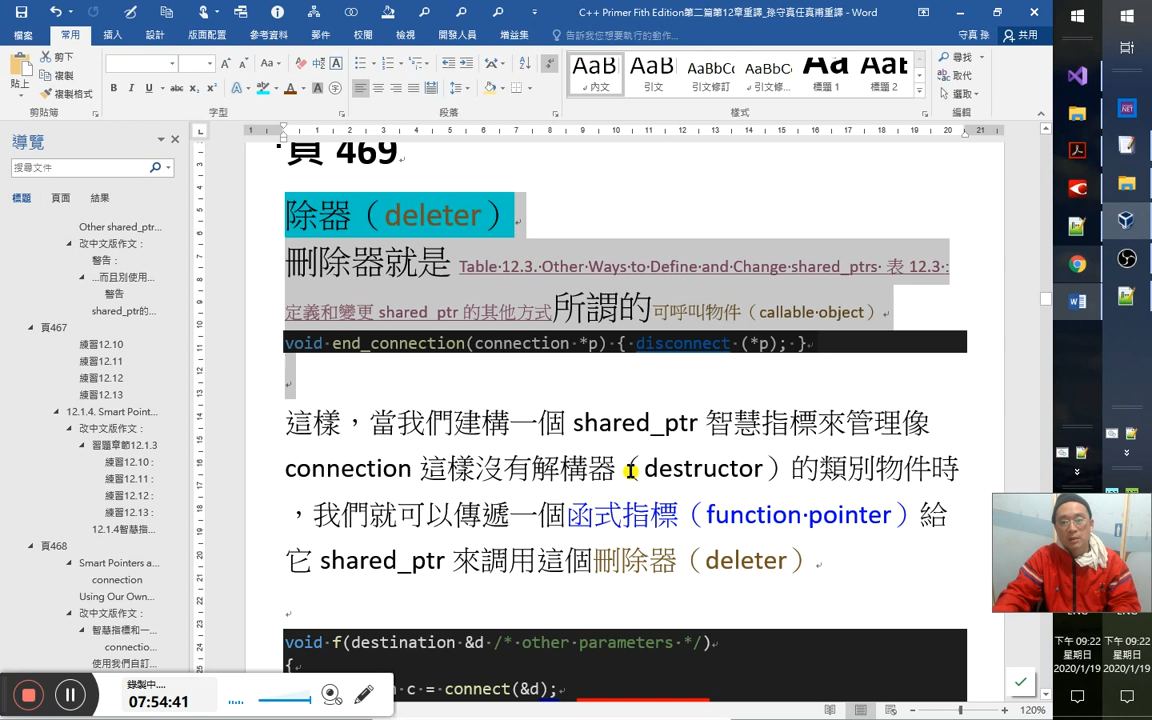 C++ Primer Fith Edition第二篇第12章重譯_孫守真任真甫重譯 - Word
檔案 常用 插入 設計 版面配置 參考資料 郵件 校閱 檢視 開發人員 增益集 告訴我您想要執行的動作... 守真 孫 共用
貼上 剪下 複製 複製格式
AaB AaB AaBbCc AaBbCc AaB AaB
內文 引文 引文修訂 引文修... 標題 1 標題 2
尋找 取代 選取
剪貼簿 字型 段落 樣式 編輯
導覽
搜尋文件
標題 頁面 結果
Other shared_ptr...
改中文版作文：
警告：
...而且別使用...
警告
shared_ptr的...
頁467
練習12.10
練習12.11
練習12.12
練習12.13
12.1.4. Smart Point...
改中文版作文：
習題章節12.1.3
練習12.10：
練習12.11：
練習12.12：
練習12.13：
12.1.4智慧指...
頁468
Smart Pointers a...
connection
Using Our Own...
改中文版作文：
智慧指標和一...
connectio...
使用我們自訂...
頁 469
除器（deleter）
刪除器就是 Table 12.3. Other Ways to Define and Change shared_ptrs 表 12.3 :
定義和變更 shared_ptr 的其他方式所謂的可呼叫物件（callable object）
void end_connection(connection *p) { disconnect (*p); }
這樣，當我們建構一個 shared_ptr 智慧指標來管理像
connection 這樣沒有解構器（destructor）的類別物件時
，我們就可以傳遞一個函式指標（function pointer）給
它 shared_ptr 來調用這個刪除器（deleter）
void f(destination &d /* other parameters */)
{
c = connect(&d);
錄製中...
07:54:41
120%
下午 09:22
星期日
2020/1/19
下午 09:22
星期日
2020/1/19